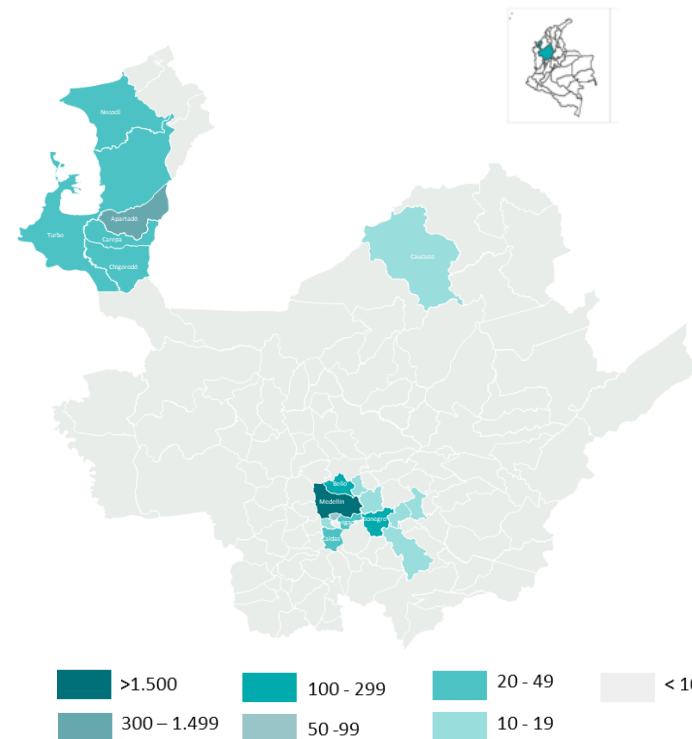 Necoclí
Apartadó
Turbo
Carepa
Chigorodó
Caucasia
Bello
Medellín
Rionegro
Caldas
>1.500
100 - 299
20 - 49
< 10
300 – 1.499
50 -99
10 - 19